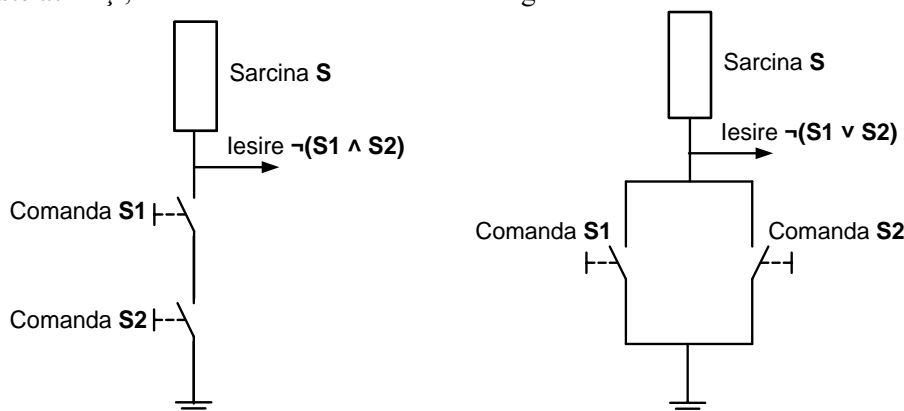 Sarcina S
Iesire ¬(S1 ˄ S2)
Comanda S1
Comanda S2
Sarcina S
Iesire ¬(S1 ˅ S2)
Comanda S1
Comanda S2